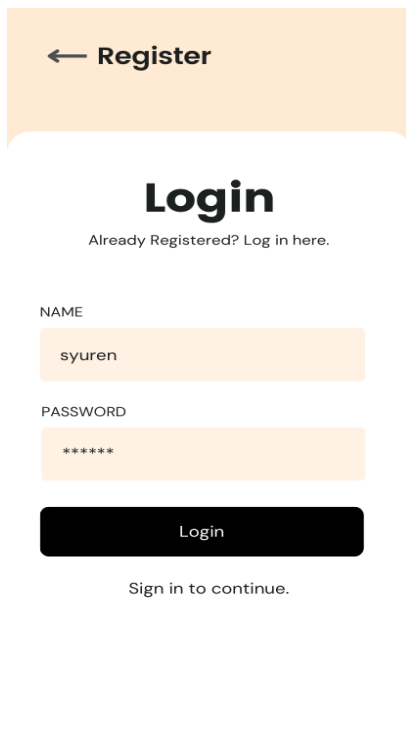 Register
Login
Already Registered? Log in here.
NAME
syuren
PASSWORD
******
Login
Sign in to continue.